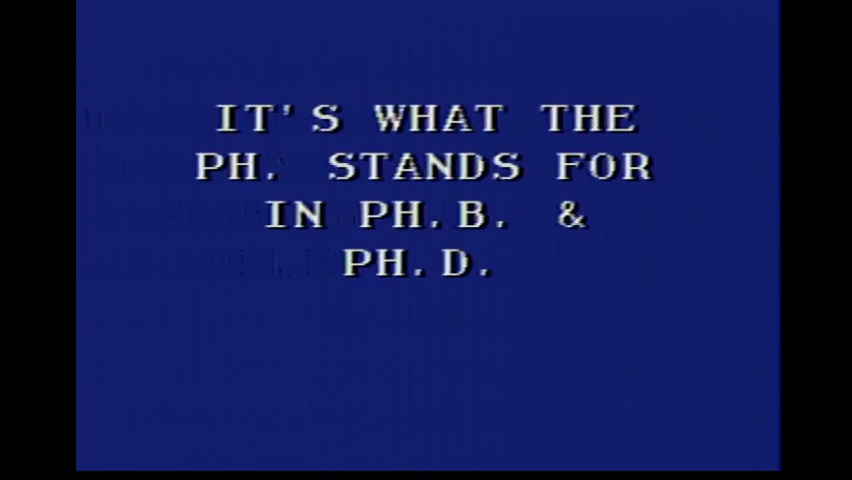 IT'S WHAT THE
PH. STANDS FOR
IN PH.B. &
PH.D.